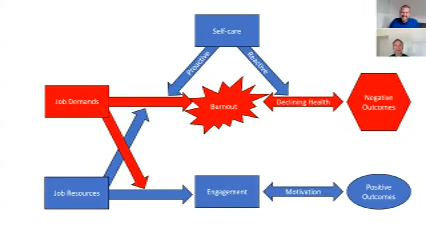 Self-care
Proactive
Reactive
Job Demands
Burnout
Declining Health
Negative
Outcomes
Job Resources
Engagement
Motivation
Positive
Outcomes